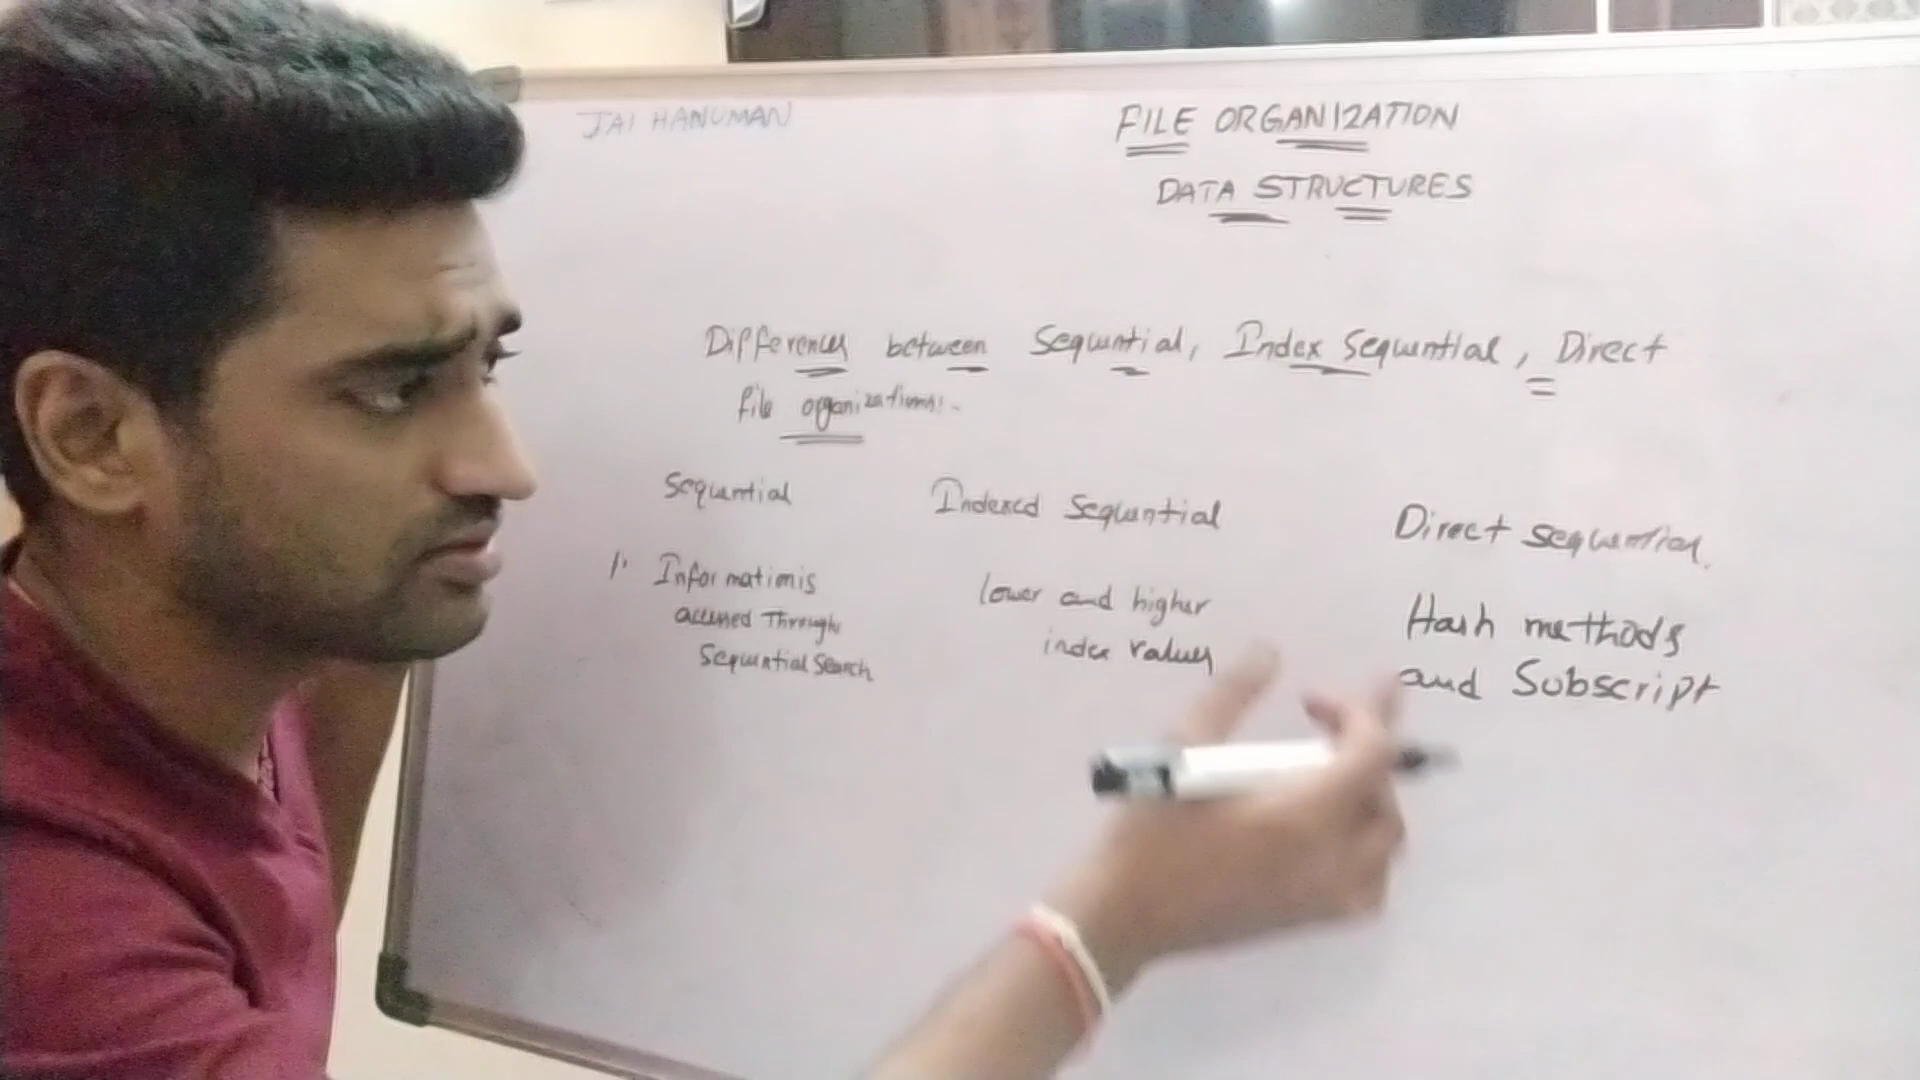 JAI HANUMAN
FILE ORGANIZATION
DATA STRUCTURES
Differences between Sequential, Index Sequential, Direct
file organizations:-
Sequential
Indexed Sequential
Direct sequential.
1. Information is
accessed Through
Sequential Search
lower and higher
index values
Hash methods
and Subscript